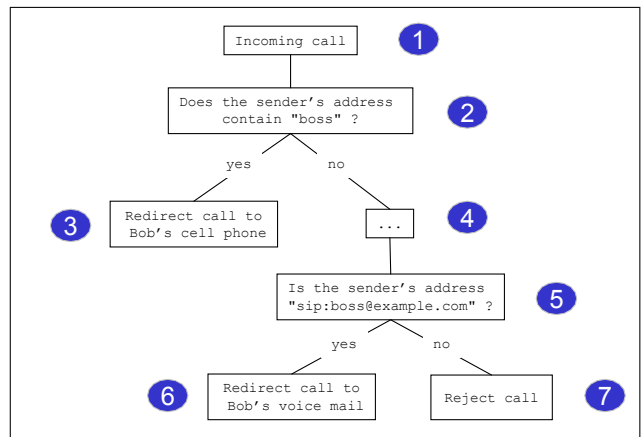 Incoming call
1
Does the sender's address
contain "boss" ?
2
yes
no
3
Redirect call to
Bob's cell phone
...
4
Is the sender's address
"sip:boss@example.com" ?
5
yes
no
6
Redirect call to
Bob's voice mail
Reject call
7